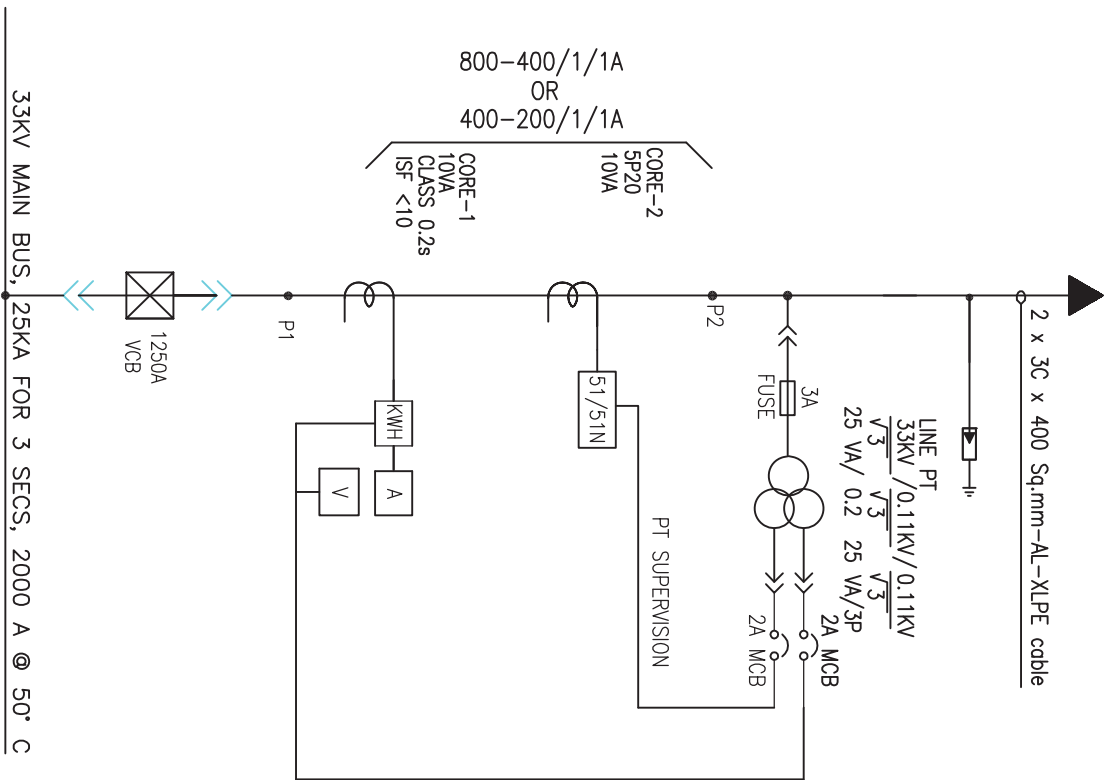 800-400/1/1A
OR
400-200/1/1A
CORE-2
5P20
10VA
CORE-1
10VA
CLASS 0.2s
ISF <10
33KV MAIN BUS, 25KA FOR 3 SECS, 2000 A @ 50° C
1250A
VCB
P1
P2
KWH
A
V
51/51N
3A
FUSE
LINE PT
33KV/0.11KV/0.11KV
√3 √3 √3
25 VA/ 0.2 25 VA/3P
2A MCB
2A MCB
PT SUPERVISION
2 x 3C x 400 Sq.mm-AL-XLPE cable